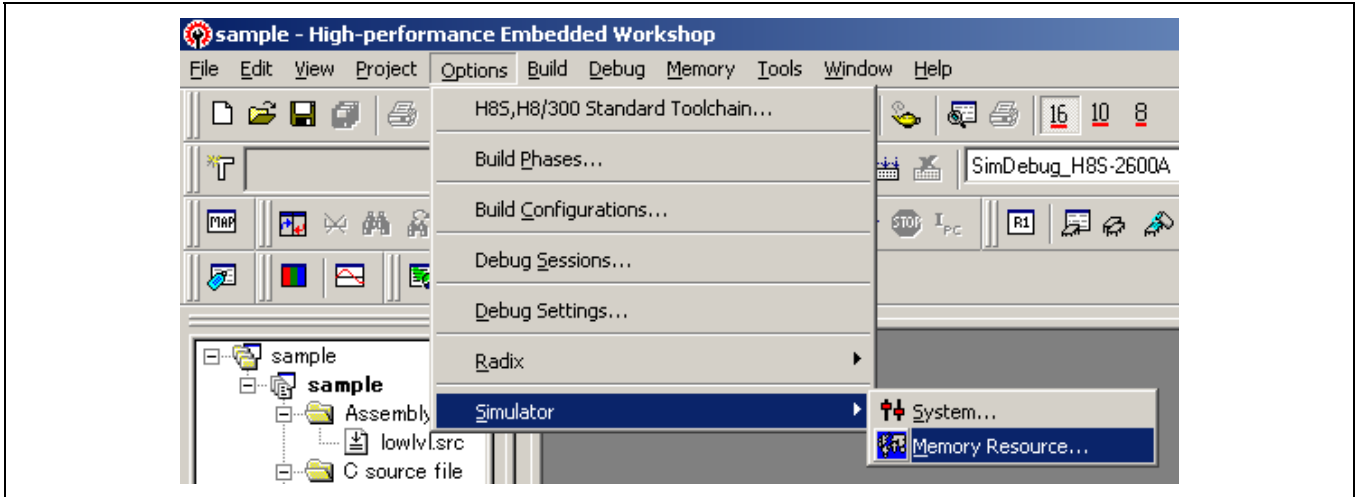 sample - High-performance Embedded Workshop
File Edit View Project Options Build Debug Memory Tools Window Help
H8S,H8/300 Standard Toolchain...
16 10 8
Build Phases...
SimDebug_H8S-2600A
Build Configurations...
MAP
STOP IPC
R1
Debug Sessions...
Debug Settings...
sample
Radix
sample
Assembly
Simulator
System...
lowlvl.src
Memory Resource...
C source file